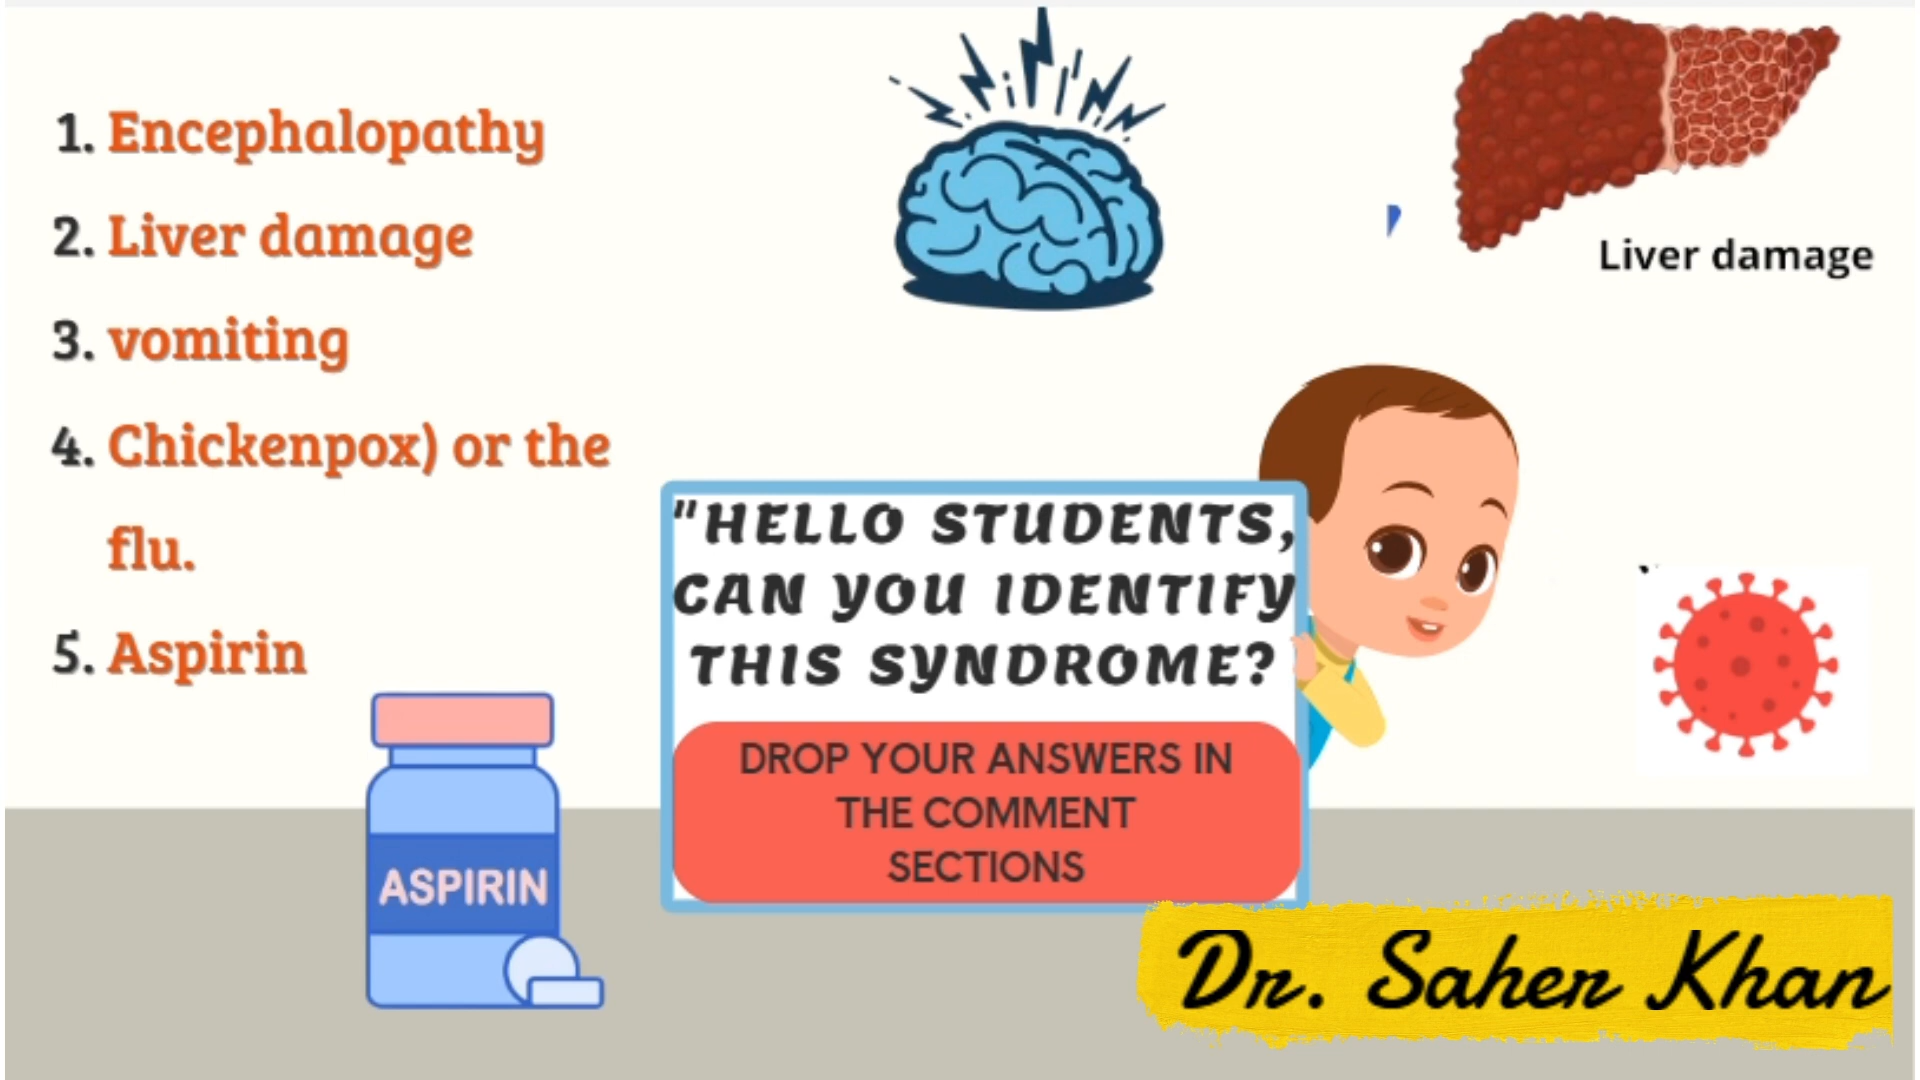 1. Encephalopathy
2. Liver damage
3. vomiting
4. Chickenpox) or the
flu.
5. Aspirin
Liver damage
"HELLO STUDENTS,
CAN YOU IDENTIFY
THIS SYNDROME?
DROP YOUR ANSWERS IN
THE COMMENT
SECTIONS
ASPIRIN
Dr. Saher Khan